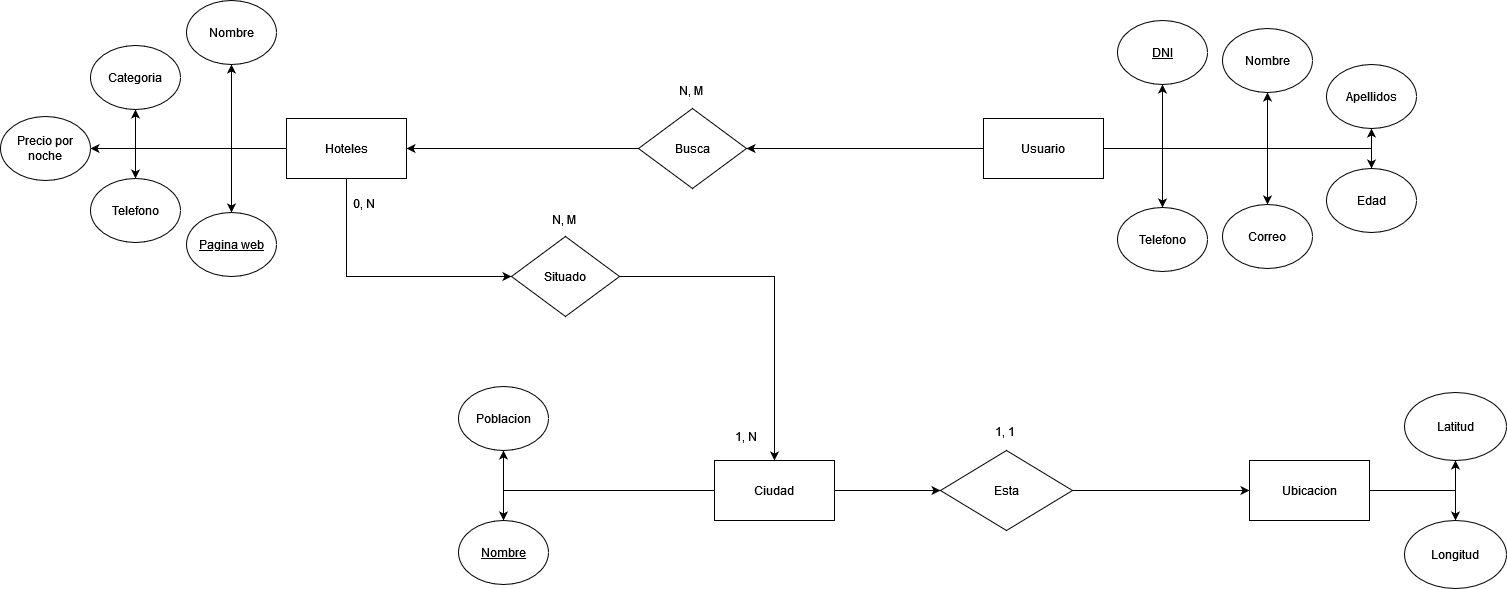 Nombre
DNI
Nombre
Categoria
N, M
Apellidos
Precio por
noche
Hoteles
Busca
Usuario
0, N
Telefono
Edad
N, M
Pagina web
Telefono
Correo
Situado
Poblacion
1, N
1, 1
Latitud
Ciudad
Esta
Ubicacion
Nombre
Longitud